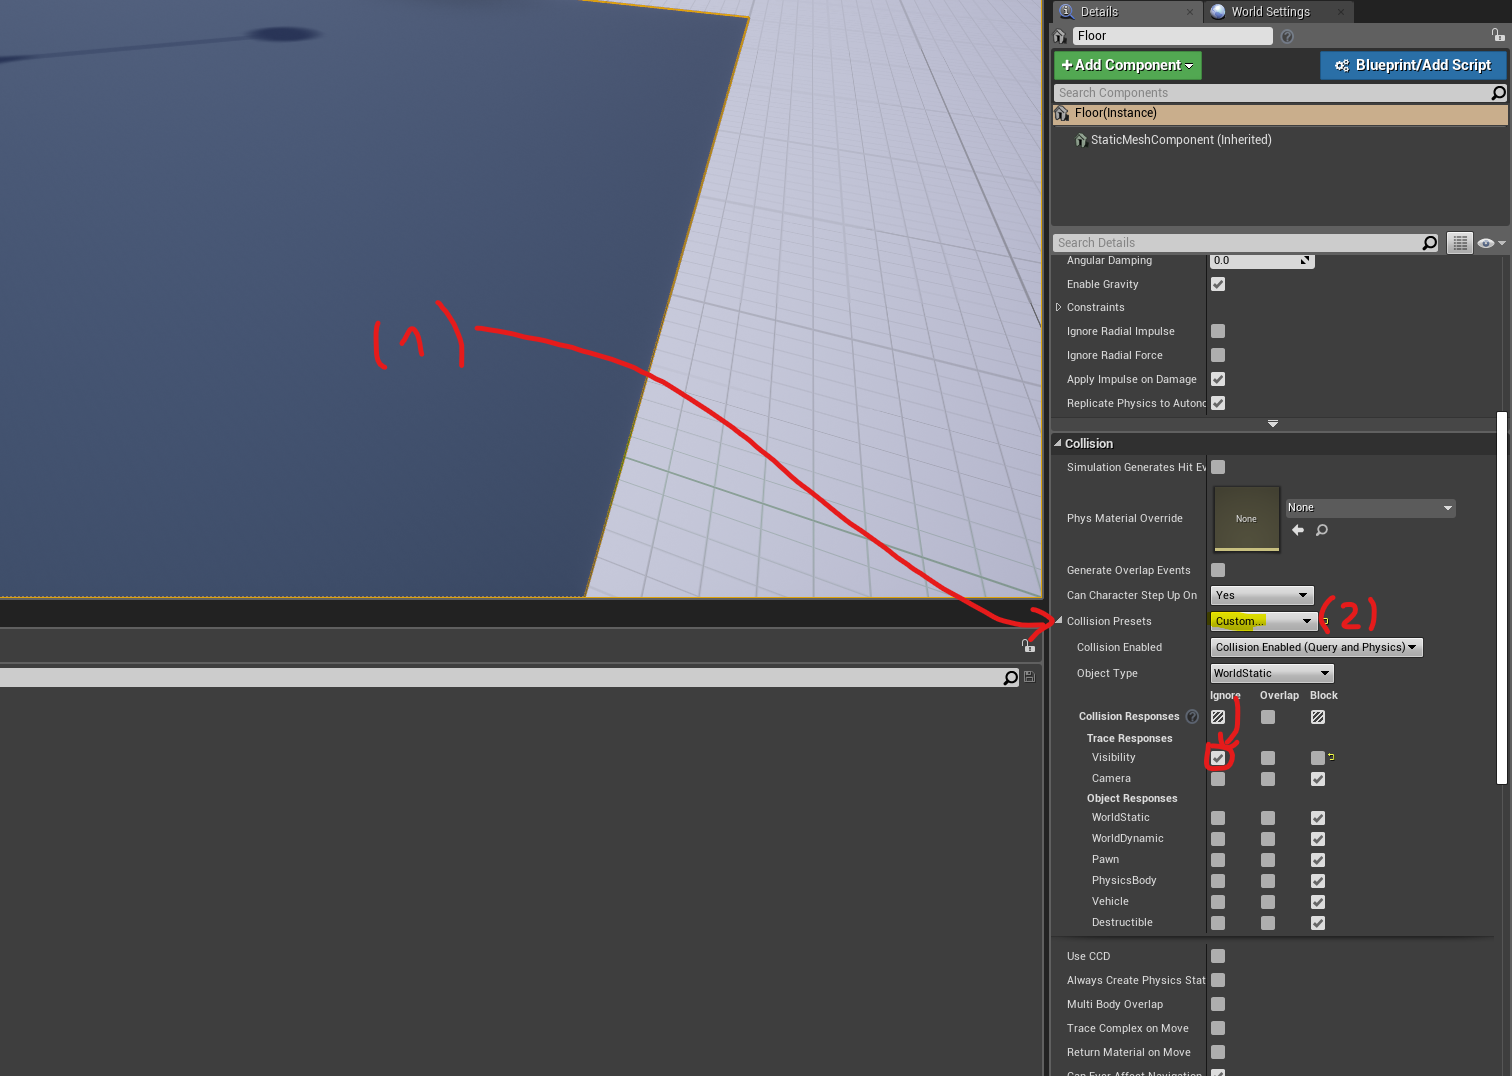 Details
World Settings
Floor
+Add Component
Blueprint/Add Script
Search Components
Floor(Instance)
StaticMeshComponent (Inherited)
Search Details
Angular Damping 0.0
Enable Gravity
Constraints
Ignore Radial Impulse
Ignore Radial Force
Apply Impulse on Damage
Replicate Physics to Autono
Collision
Simulation Generates Hit Ev
Phys Material Override None None
Generate Overlap Events
Can Character Step Up On Yes
(1)
Collision Presets Custom... (2)
Collision Enabled Collision Enabled (Query and Physics)
Object Type WorldStatic
Ignore Overlap Block
Collision Responses
Trace Responses
Visibility
Camera
Object Responses
WorldStatic
WorldDynamic
Pawn
PhysicsBody
Vehicle
Destructible
Use CCD
Always Create Physics Stat
Multi Body Overlap
Trace Complex on Move
Return Material on Move
Can Ever Affect Navigation